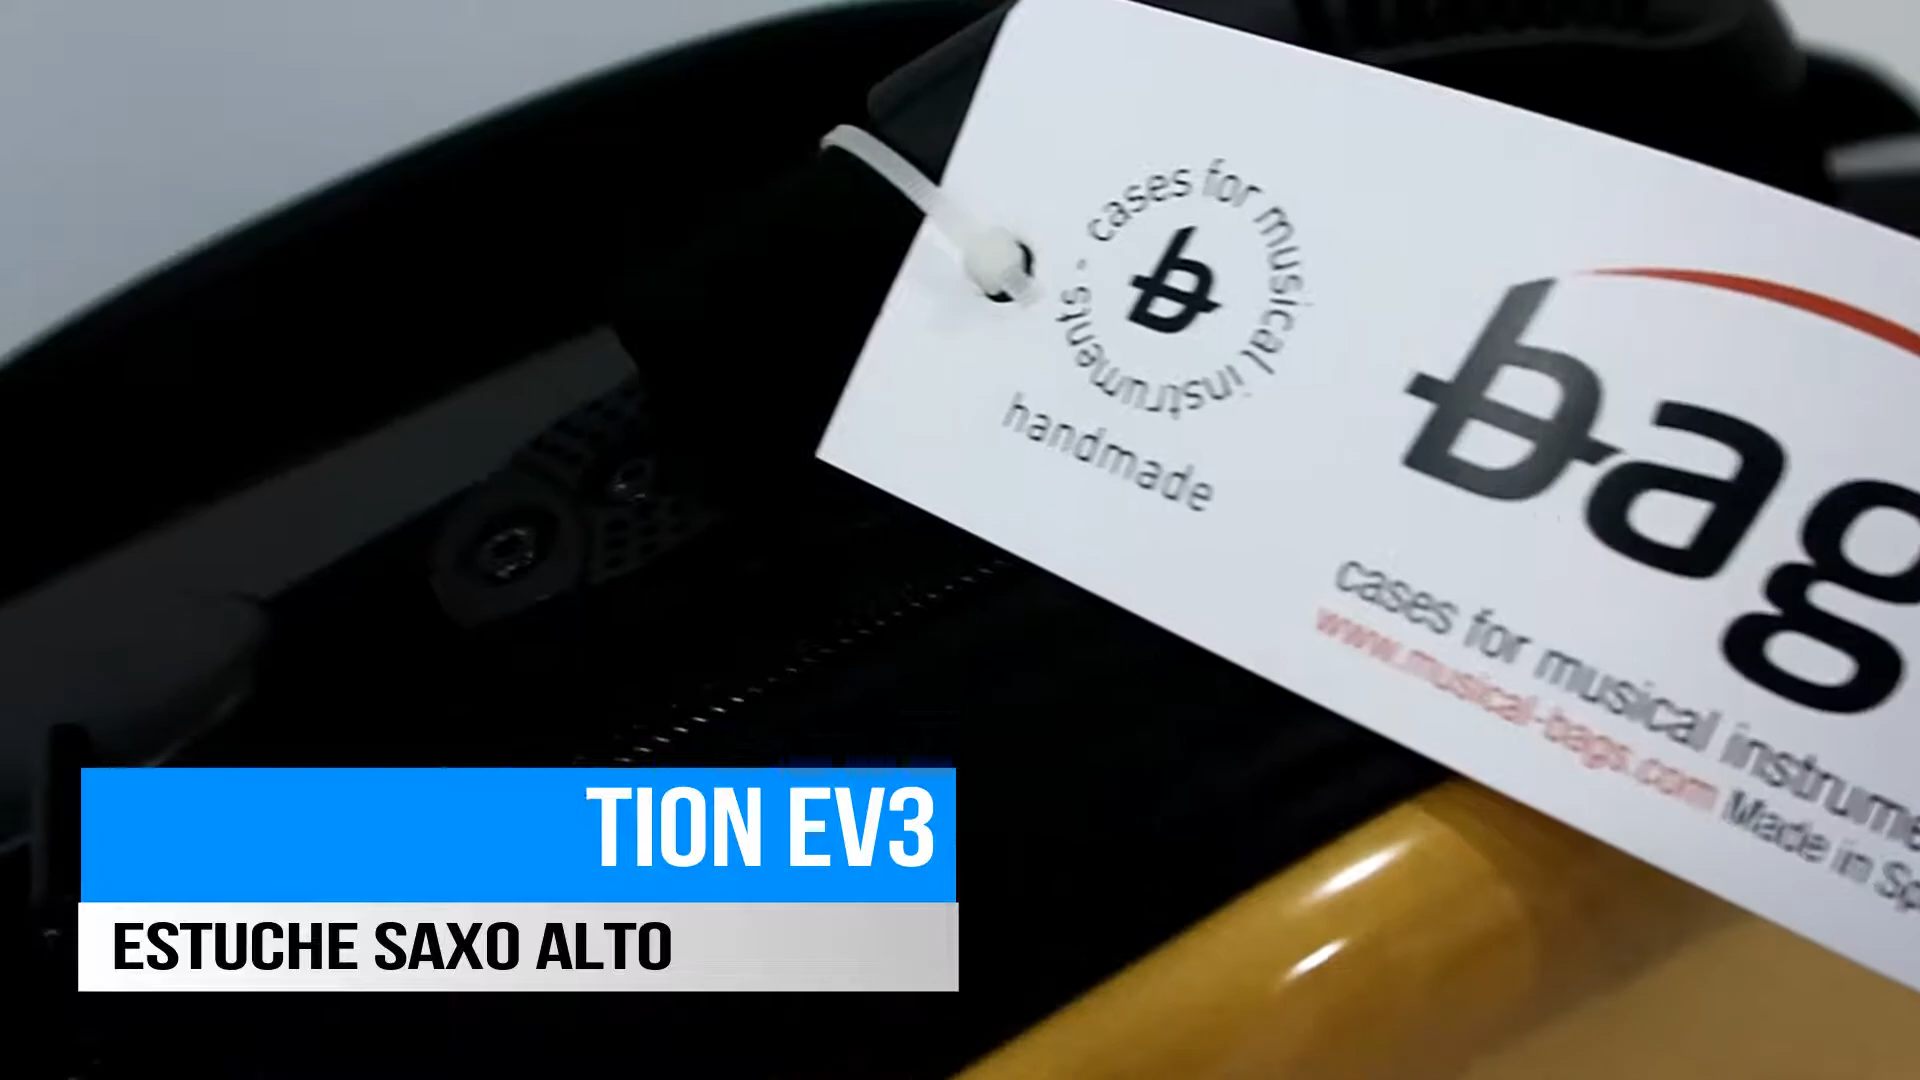 cases for musical instruments -
b
handmade
bag
cases for musical instrume
www.musical-bags.com Made in Sp
TION EV3
ESTUCHE SAXO ALTO